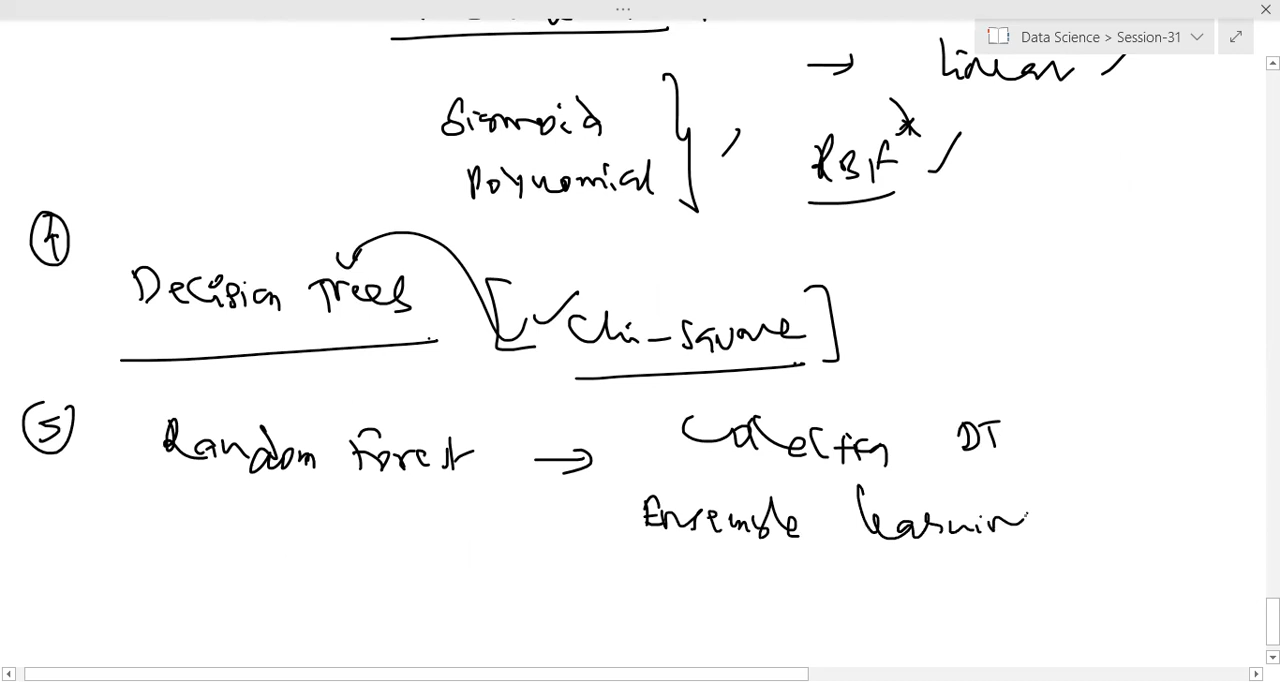 Data Science > Session-31
→ Linear ✓
Sigmoid
Polynomial } , RBF* ✓
④
Decision Trees [ ✓ Chi-square ]
⑤ Random Forest → Collection DT
Ensemble learnin